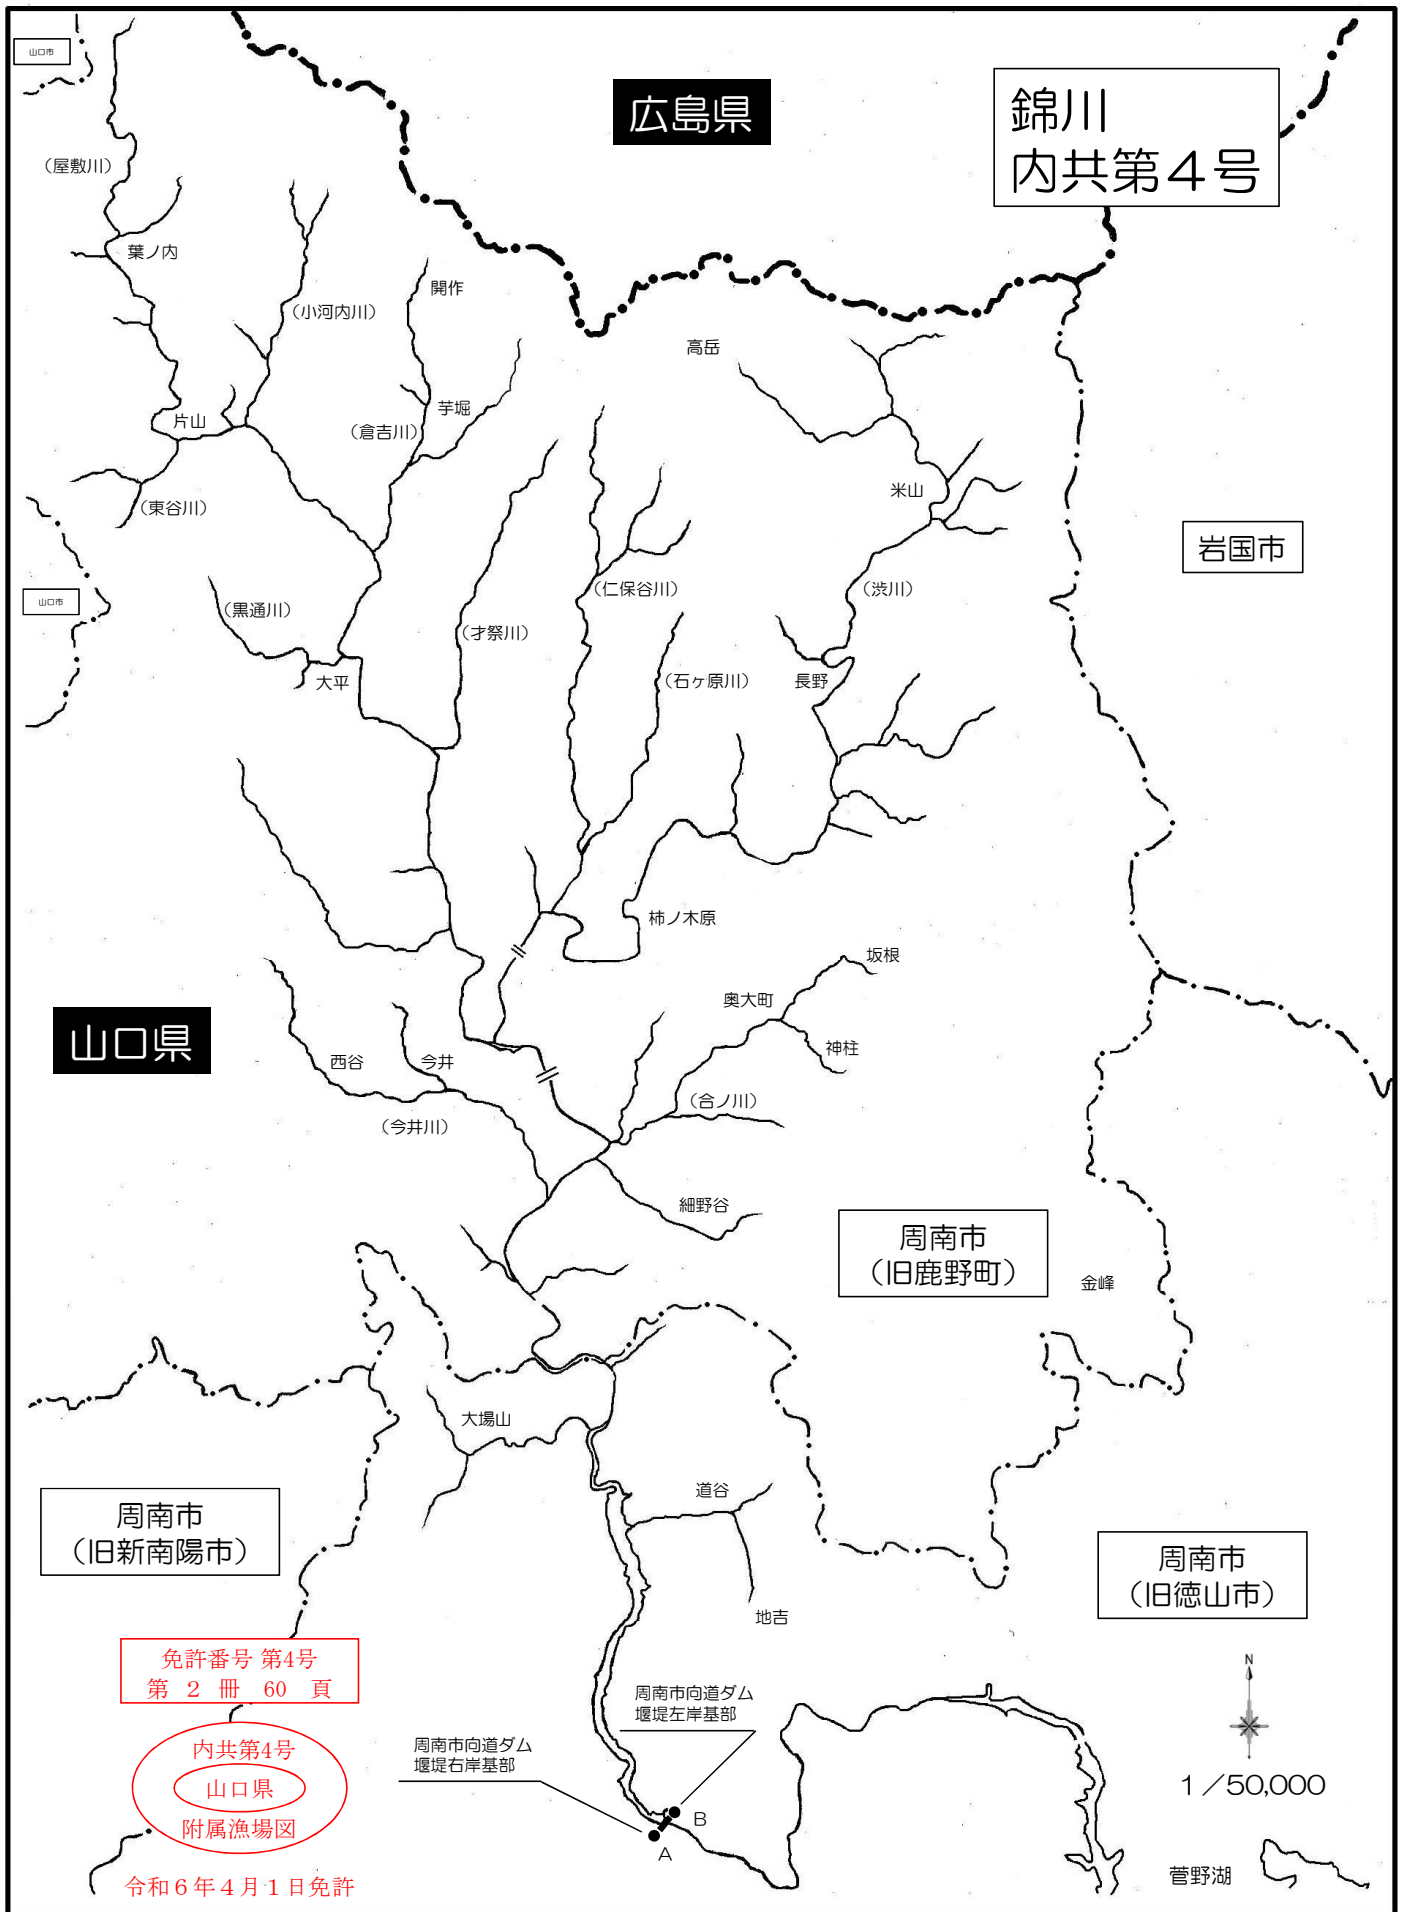 山口市
広島県
錦川
内共第４号
（屋敷川）
葉ノ内
開作
（小河内川）
高岳
片山
芋堀
（倉吉川）
米山
（東谷川）
岩国市
山口市
（黒通川）
（仁保谷川）
（渋川）
（才祭川）
大平
（石ヶ原川）
長野
柿ノ木原
坂根
奥大町
山口県
西谷
今井
神柱
（合ノ川）
（今井川）
細野谷
周南市
（旧鹿野町）
金峰
大場山
道谷
周南市
（旧新南陽市）
周南市
（旧徳山市）
地吉
免許番号 第4号
第 2 冊 60 頁
周南市向道ダム
堰堤左岸基部
N
内共第4号
山口県
附属漁場図
周南市向道ダム
堰堤右岸基部
1／50,000
B
A
菅野湖
令和６年４月１日免許